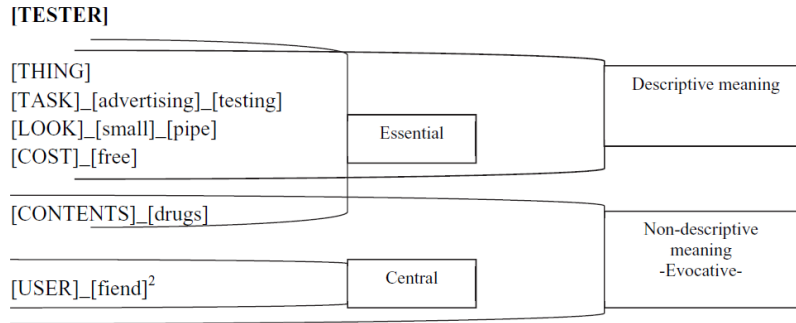 [TESTER]
[THING]
[TASK]_[advertising]_[testing]
[LOOK]_[small]_[pipe]
[COST]_[free]
Essential
Descriptive meaning
[CONTENTS]_[drugs]
Non-descriptive
meaning
-Evocative-
[USER]_[fiend]²
Central